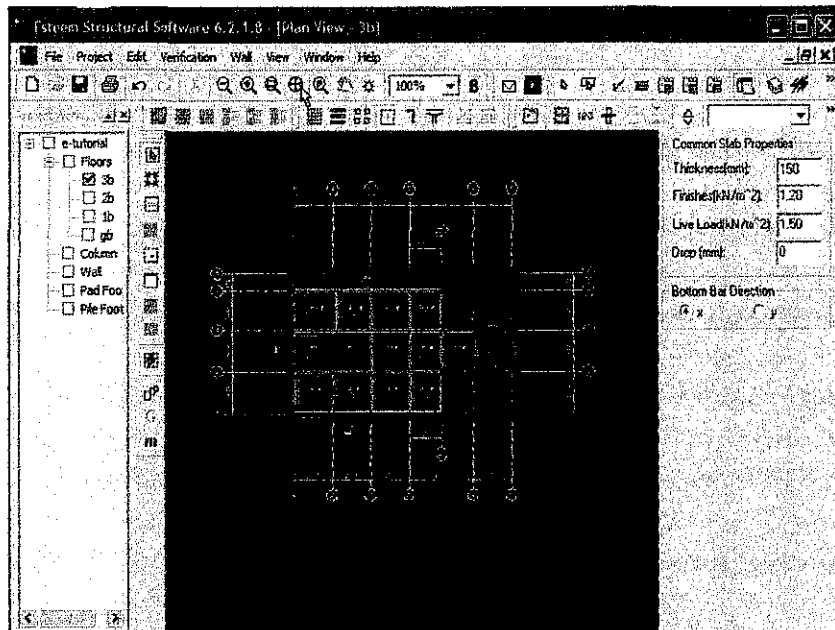 Esteem Structural Software 6.2.1.8 - [Plan View - 3b]
File Project Edit Verification Wall View Window Help
100%
e-tutorial
Floors
3b
2b
1b
gb
Column
Wall
Pad Foo
Pile Foot
m
Common Slab Properties
Thickness[mm]: 150
Finishes[kN/m^2]: 1.20
Live Load[kN/m^2]: 1.50
Drop [mm]: 0
Bottom Bar Direction
x y